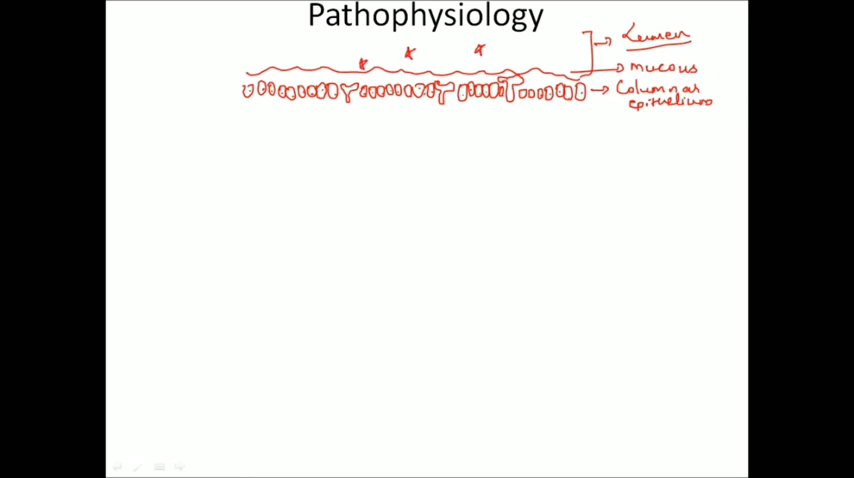 Pathophysiology
Lumen
mucous
Columnar
epithelium